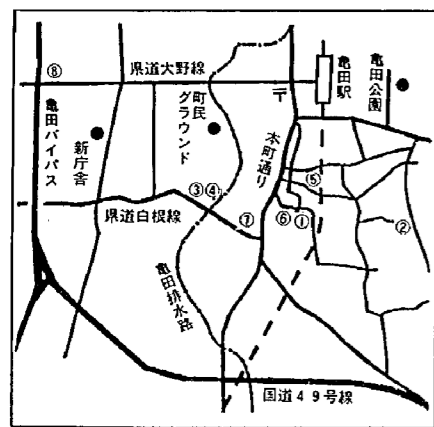 ⑧
県道大野線
〒
亀田駅
亀田公園
亀田バイパス
新庁舎
町民グラウンド
本町通り
③④
⑤
県道白根線
⑦
⑥①
②
亀田排水路
国道49号線